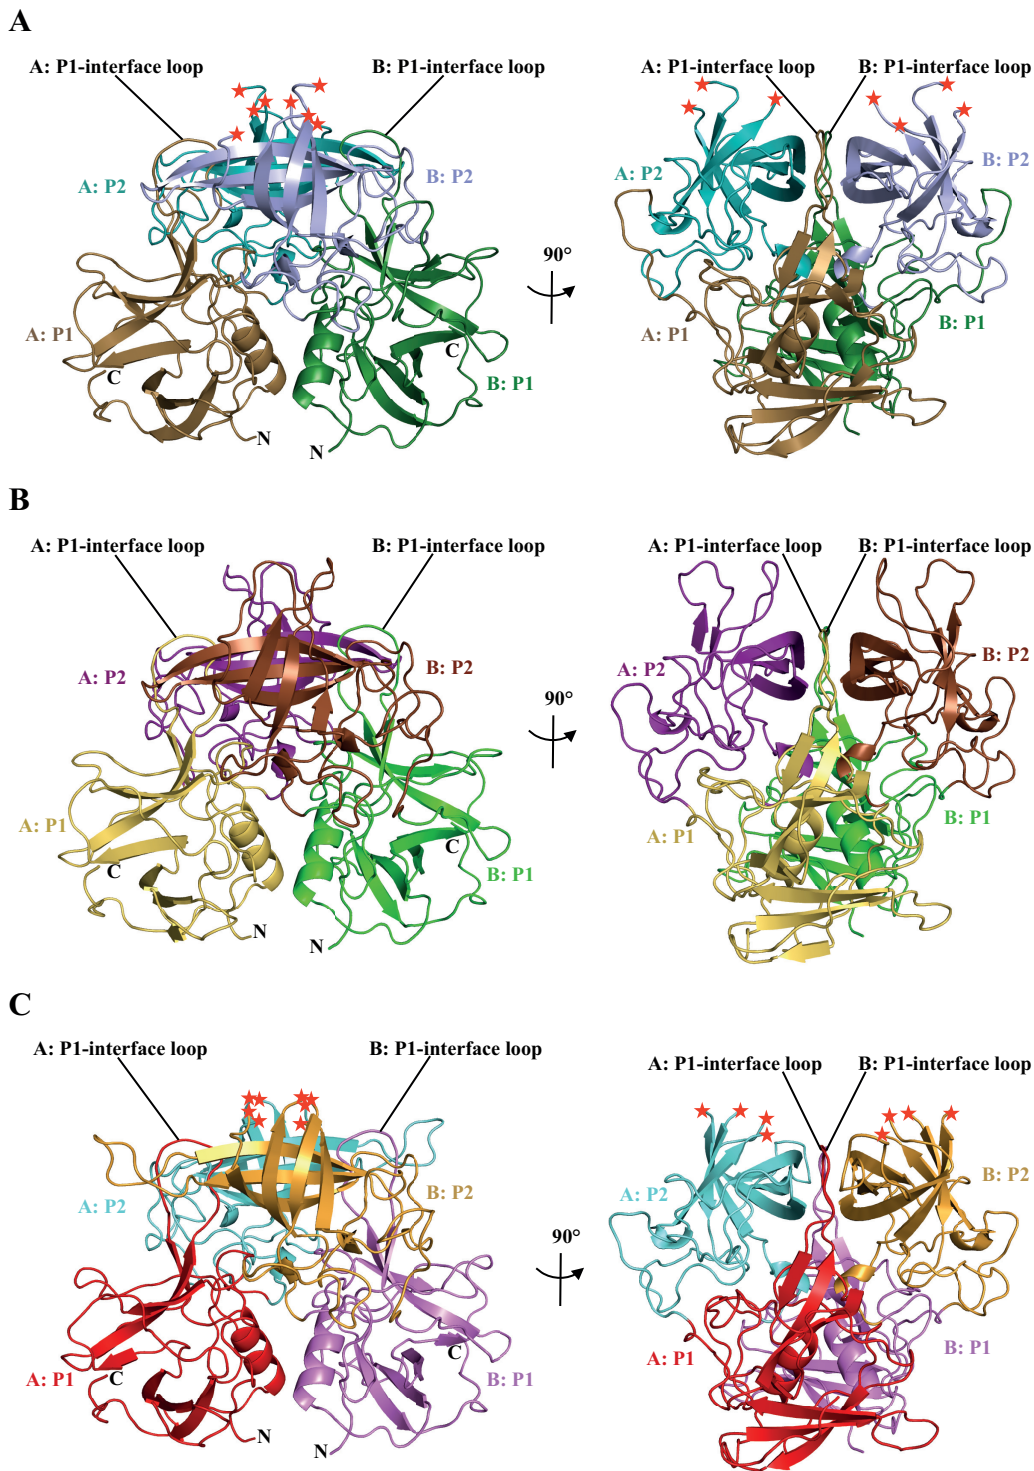 A
A: P1-interface loop
B: P1-interface loop
A: P1-interface loop
B: P1-interface loop
A: P2
B: P2
A: P2
B: P2
90°
A: P1
C
C
B: P1
N
N
A: P1
B: P1
B
A: P1-interface loop
B: P1-interface loop
A: P1-interface loop
B: P1-interface loop
A: P2
B: P2
A: P2
B: P2
90°
A: P1
C
C
B: P1
N
N
A: P1
B: P1
C
A: P1-interface loop
B: P1-interface loop
A: P1-interface loop
B: P1-interface loop
A: P2
B: P2
A: P2
B: P2
90°
A: P1
C
C
B: P1
N
N
A: P1
B: P1